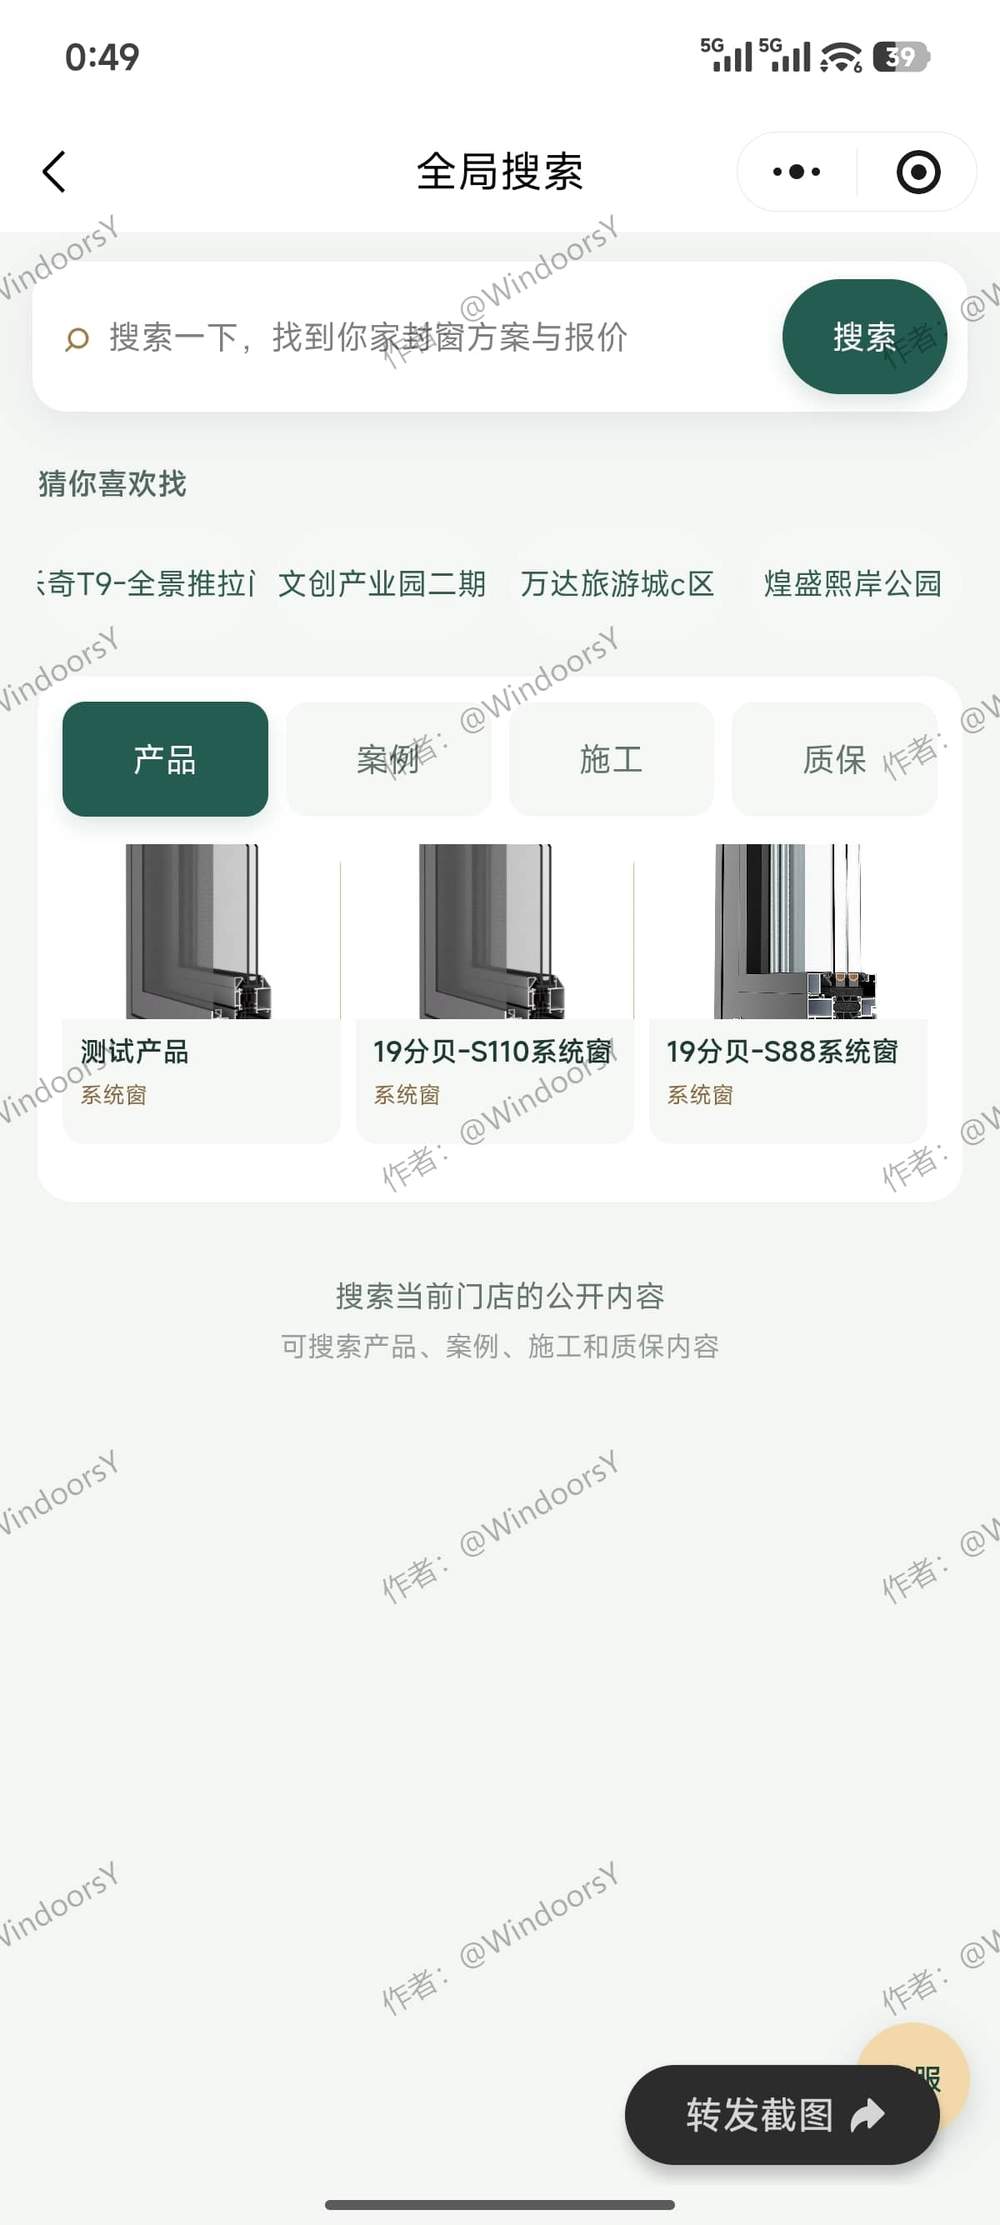 0:49
5G 5G 6 39
全局搜索
搜索一下，找到你家封窗方案与报价
搜索
猜你喜欢找
奇T9-全景推拉门 文创产业园二期 万达旅游城c区 煌盛熙岸公园
产品 案例 施工 质保
测试产品 19分贝-S110系统窗 19分贝-S88系统窗
系统窗 系统窗 系统窗
搜索当前门店的公开内容
可搜索产品、案例、施工和质保内容
服
转发截图
作者：@WindoorsY